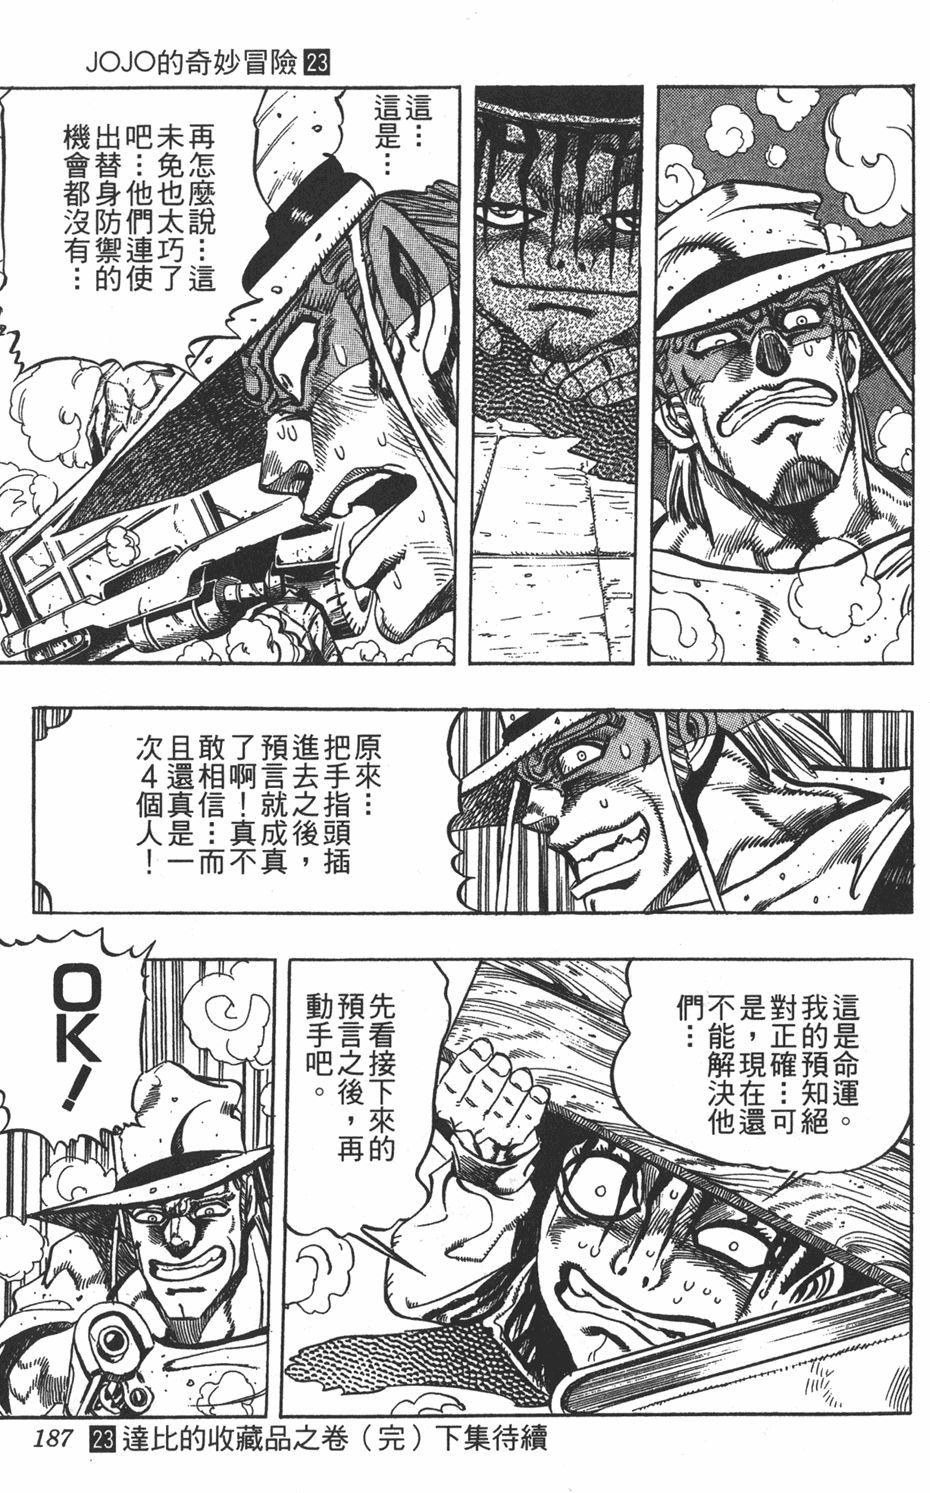 JOJO的奇妙冒險23
這…
這是…
再怎麼說…這
未免也太巧了
吧…他們連使
出替身防禦的
機會都沒有…
原來…
把手指頭插
進去之後，
預言就成真
了啊！真不
敢相信…而
且還真是一
次4個人！
這是命運。
我的預知絕
對正確…可
是，現在還
不能解決他
們…
先看接下來的
預言之後，再
動手吧。
OK！
187 23達比的收藏品之卷（完）下集待續